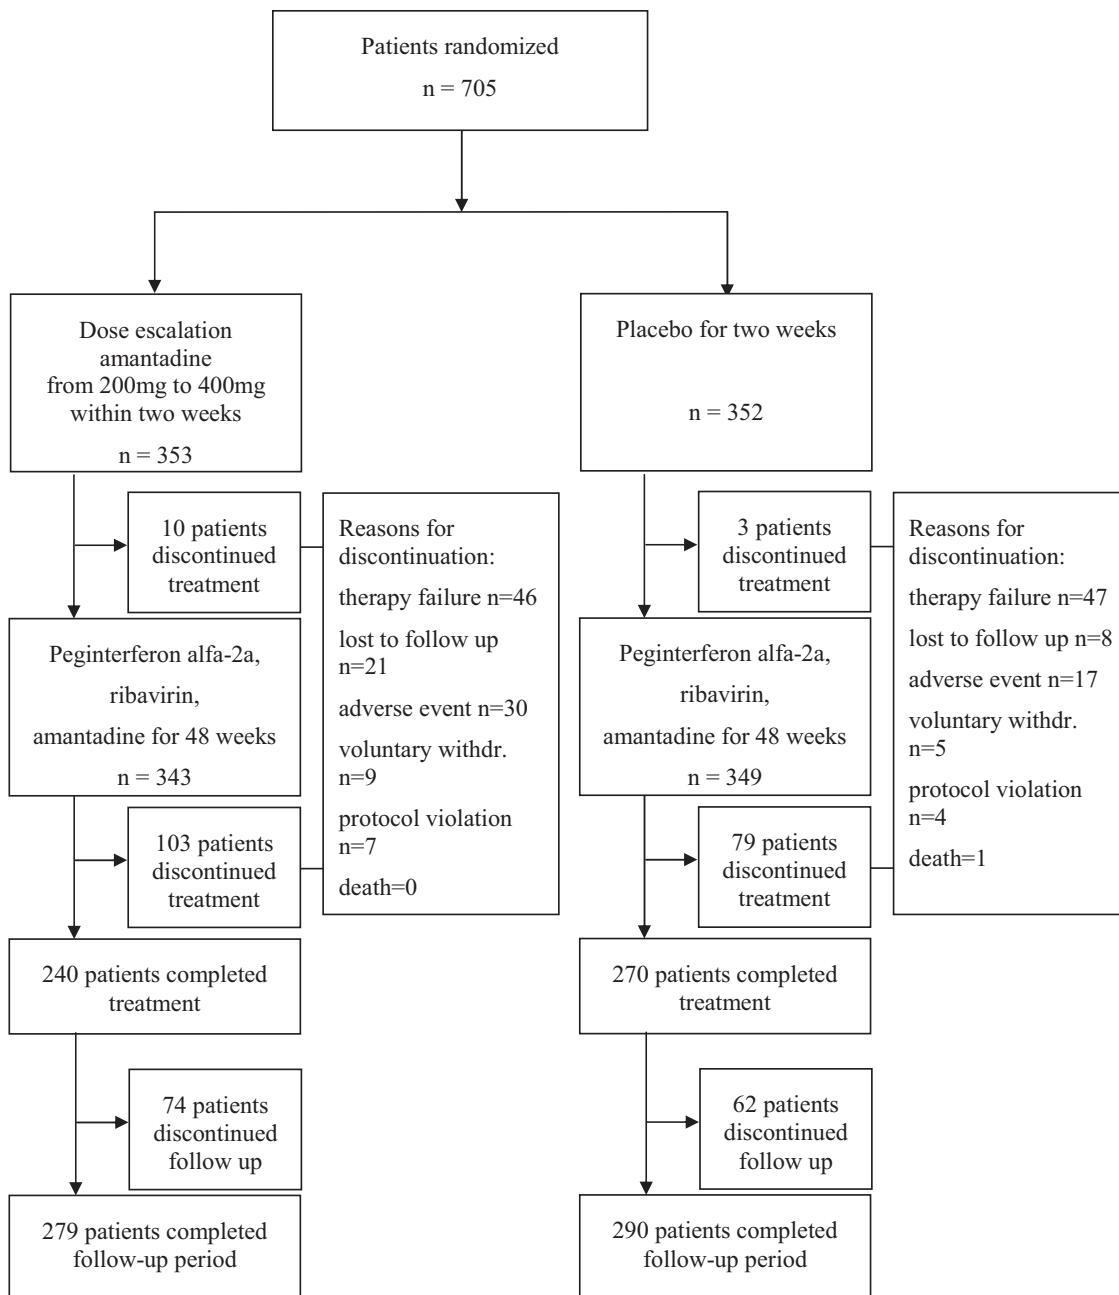 Patients randomized
n = 705
Dose escalation
amantadine
from 200mg to 400mg
within two weeks
n = 353
Placebo for two weeks
n = 352
10 patients
discontinued
treatment
Reasons for
discontinuation:
therapy failure n=46
lost to follow up
n=21
adverse event n=30
voluntary withdr.
n=9
protocol violation
n=7
death=0
3 patients
discontinued
treatment
Reasons for
discontinuation:
therapy failure n=47
lost to follow up n=8
adverse event n=17
voluntary withdr.
n=5
protocol violation
n=4
death=1
Peginterferon alfa-2a,
ribavirin,
amantadine for 48 weeks
n = 343
Peginterferon alfa-2a,
ribavirin,
amantadine for 48 weeks
n = 349
103 patients
discontinued
treatment
79 patients
discontinued
treatment
240 patients completed
treatment
270 patients completed
treatment
74 patients
discontinued
follow up
62 patients
discontinued
follow up
279 patients completed
follow-up period
290 patients completed
follow-up period